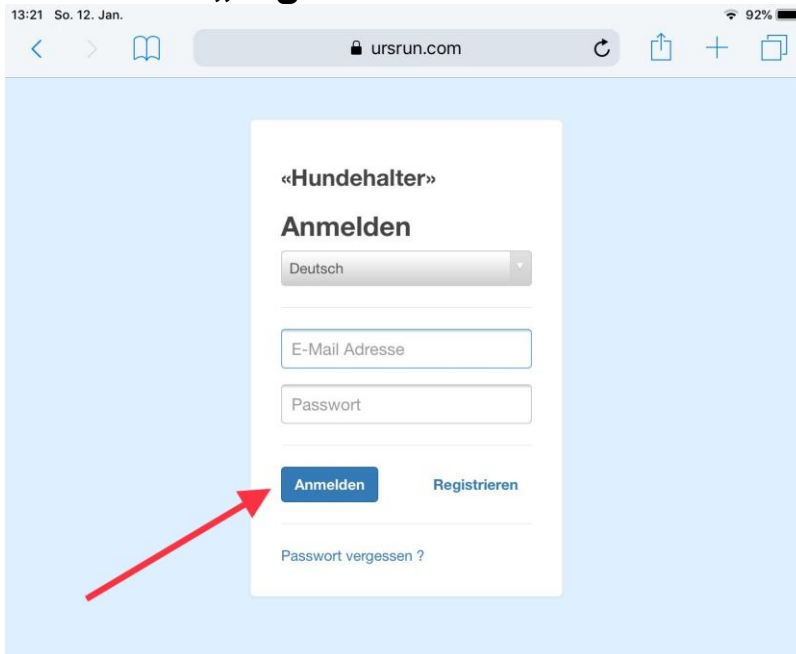 13:21 So. 12. Jan. 92%
ursrun.com
«Hundehalter»
Anmelden
Deutsch
E-Mail Adresse
Passwort
Anmelden Registrieren
Passwort vergessen ?